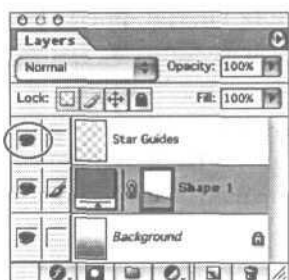 Layers
Normal Opacity: 100%
Lock: Fill: 100%
Star Guides
Shape 1
Background